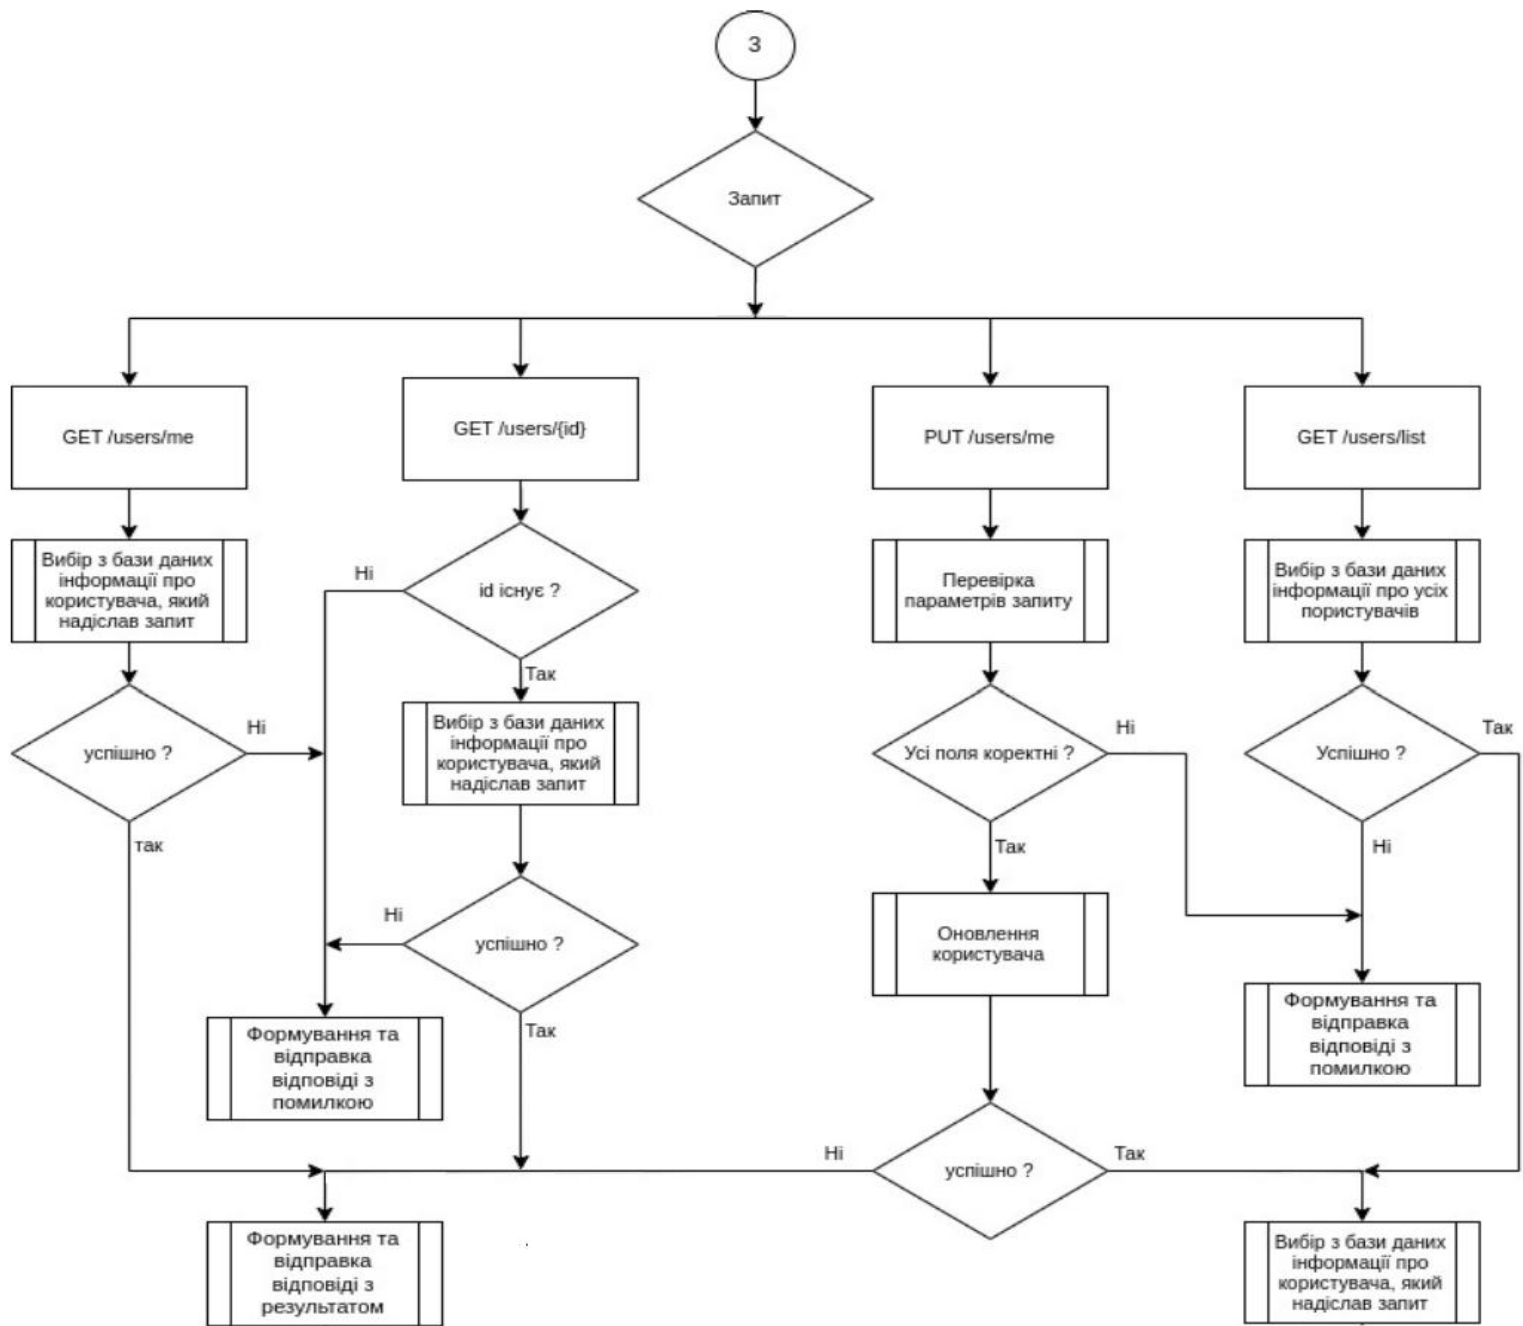 3
Запит
GET /users/me
GET /users/{id}
PUT /users/me
GET /users/list
Вибір з бази даних
інформації про
користувача, який
надіслав запит
Ні
id існує ?
Перевірка
параметрів запиту
Вибір з бази даних
інформації про усіх
пористувачів
Так
успішно ?
Ні
Вибір з бази даних
інформації про
користувача, який
надіслав запит
Усі поля коректні ?
Ні
Успішно ?
Так
так
Так
Ні
Ні
успішно ?
Оновлення
користувача
Формування та
відправка
відповіді з
помилкою
Так
Формування та
відправка
відповіді з
помилкою
Ні
успішно ?
Так
Формування та
відправка
відповіді з
результатом
Вибір з бази даних
інформації про
користувача, який
надіслав запит